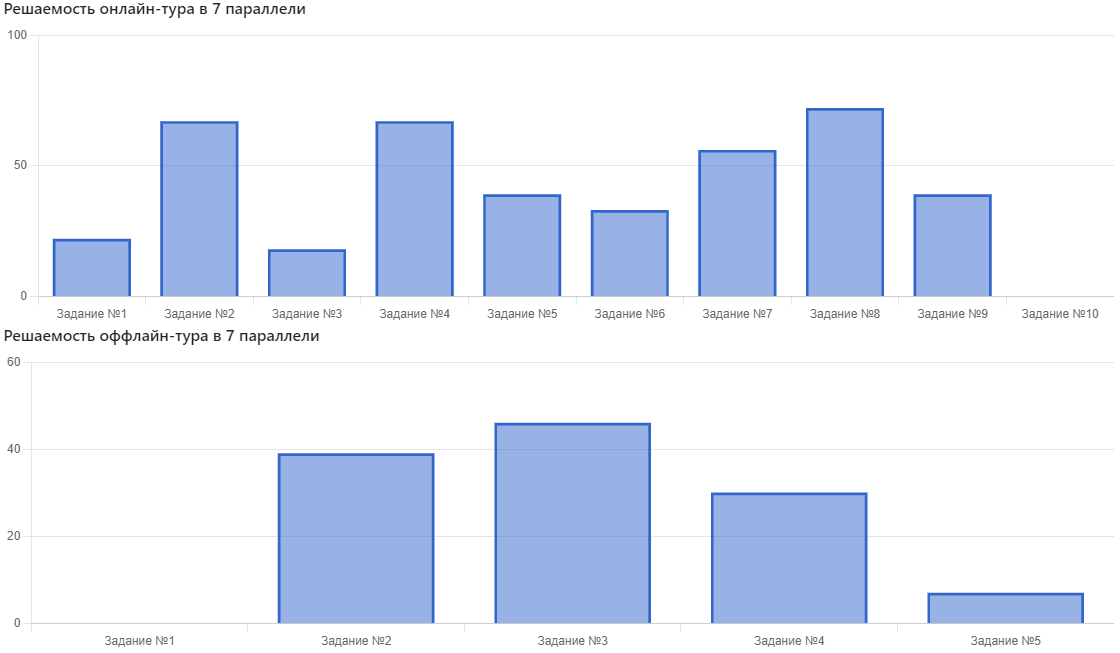 Решаемость онлайн-тура в 7 параллели
100
50
0
Задание №1 Задание №2 Задание №3 Задание №4 Задание №5 Задание №6 Задание №7 Задание №8 Задание №9 Задание №10
Решаемость оффлайн-тура в 7 параллели
60
40
20
0
Задание №1 Задание №2 Задание №3 Задание №4 Задание №5